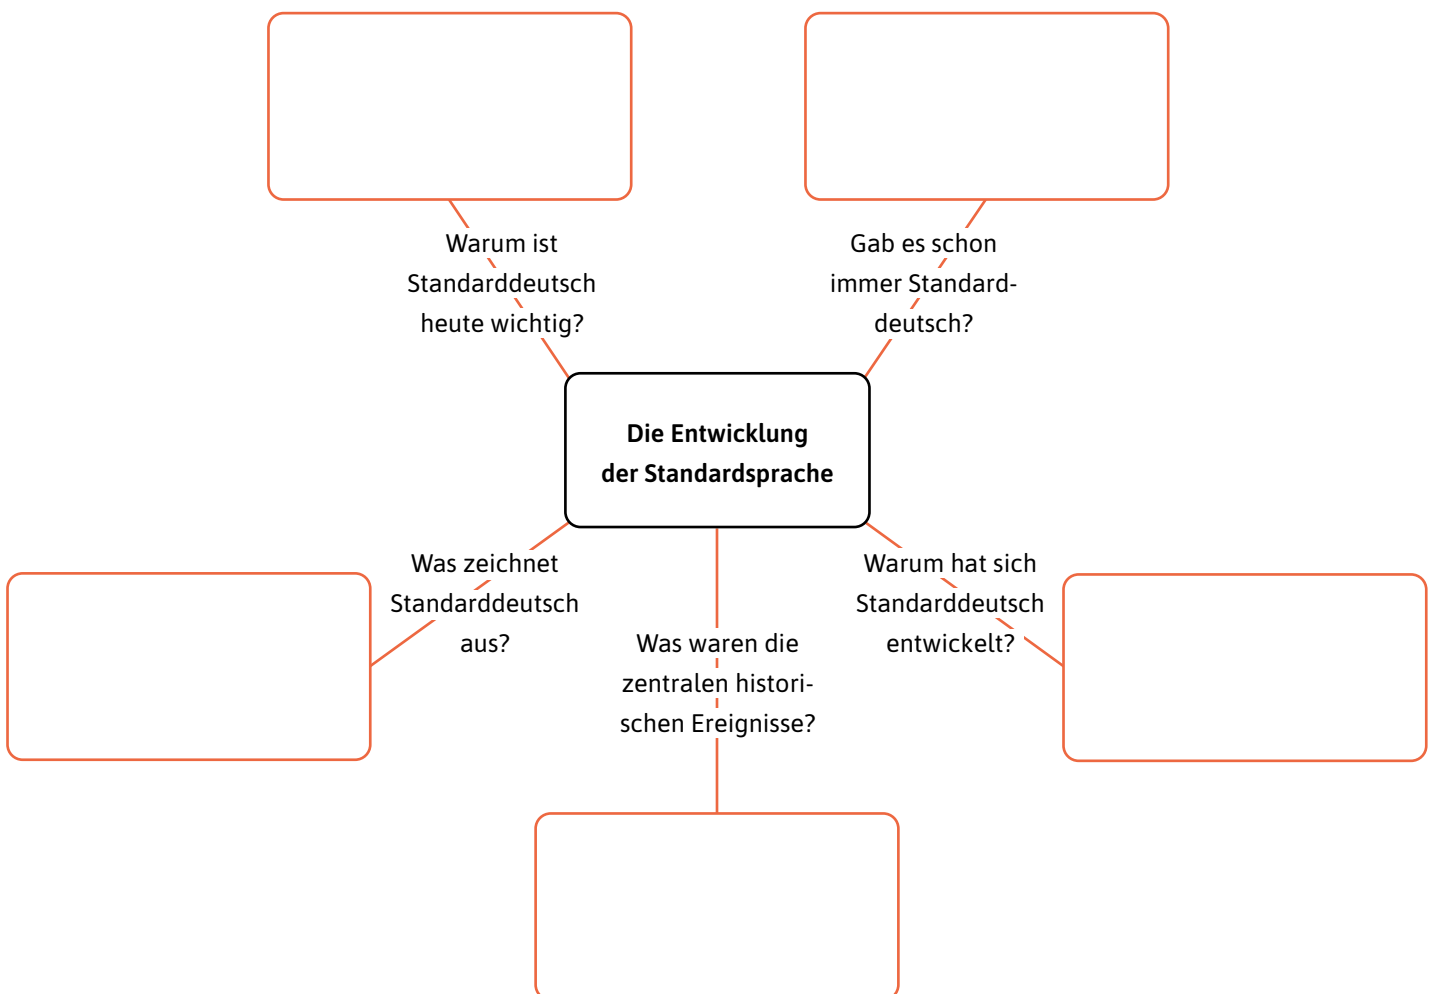 Warum ist
Standarddeutsch
heute wichtig?
Gab es schon
immer Standard-
deutsch?
Die Entwicklung
der Standardsprache
Was zeichnet
Standarddeutsch
aus?
Was waren die
zentralen histori-
schen Ereignisse?
Warum hat sich
Standarddeutsch
entwickelt?